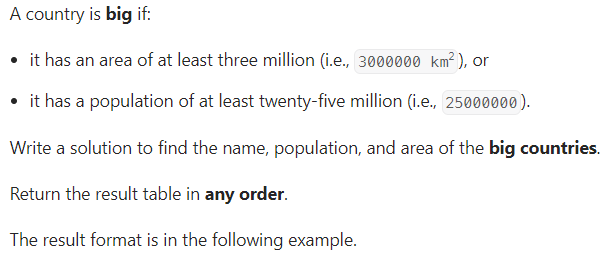 A country is big if:
• it has an area of at least three million (i.e., 3000000 km²), or
• it has a population of at least twenty-five million (i.e., 25000000).
Write a solution to find the name, population, and area of the big countries.
Return the result table in any order.
The result format is in the following example.